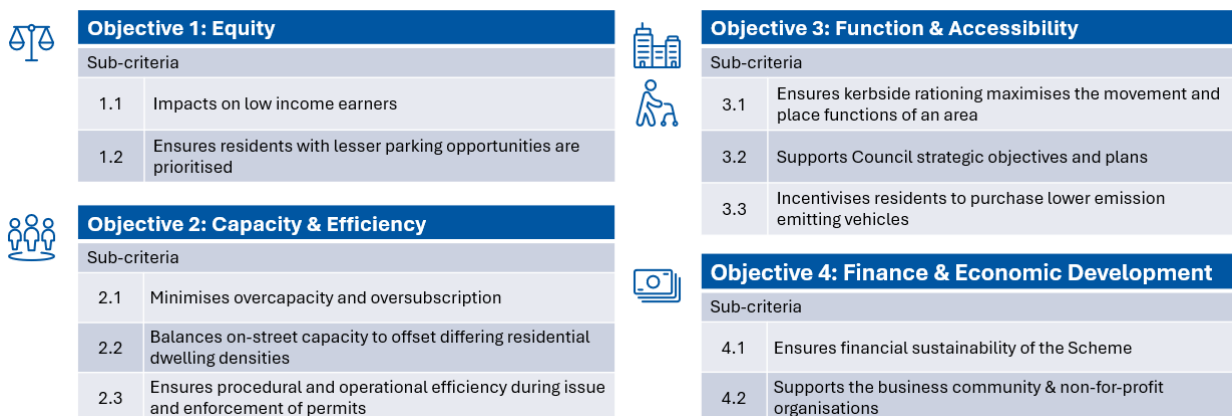 Objective 1: Equity
Sub-criteria
1.1 Impacts on low income earners
1.2 Ensures residents with lesser parking opportunities are
prioritised
Objective 2: Capacity & Efficiency
Sub-criteria
2.1 Minimises overcapacity and oversubscription
2.2 Balances on-street capacity to offset differing residential
dwelling densities
2.3 Ensures procedural and operational efficiency during issue
and enforcement of permits
Objective 3: Function & Accessibility
Sub-criteria
3.1 Ensures kerbside rationing maximises the movement and
place functions of an area
3.2 Supports Council strategic objectives and plans
3.3 Incentivises residents to purchase lower emission
emitting vehicles
Objective 4: Finance & Economic Development
Sub-criteria
4.1 Ensures financial sustainability of the Scheme
4.2 Supports the business community & non-for-profit
organisations